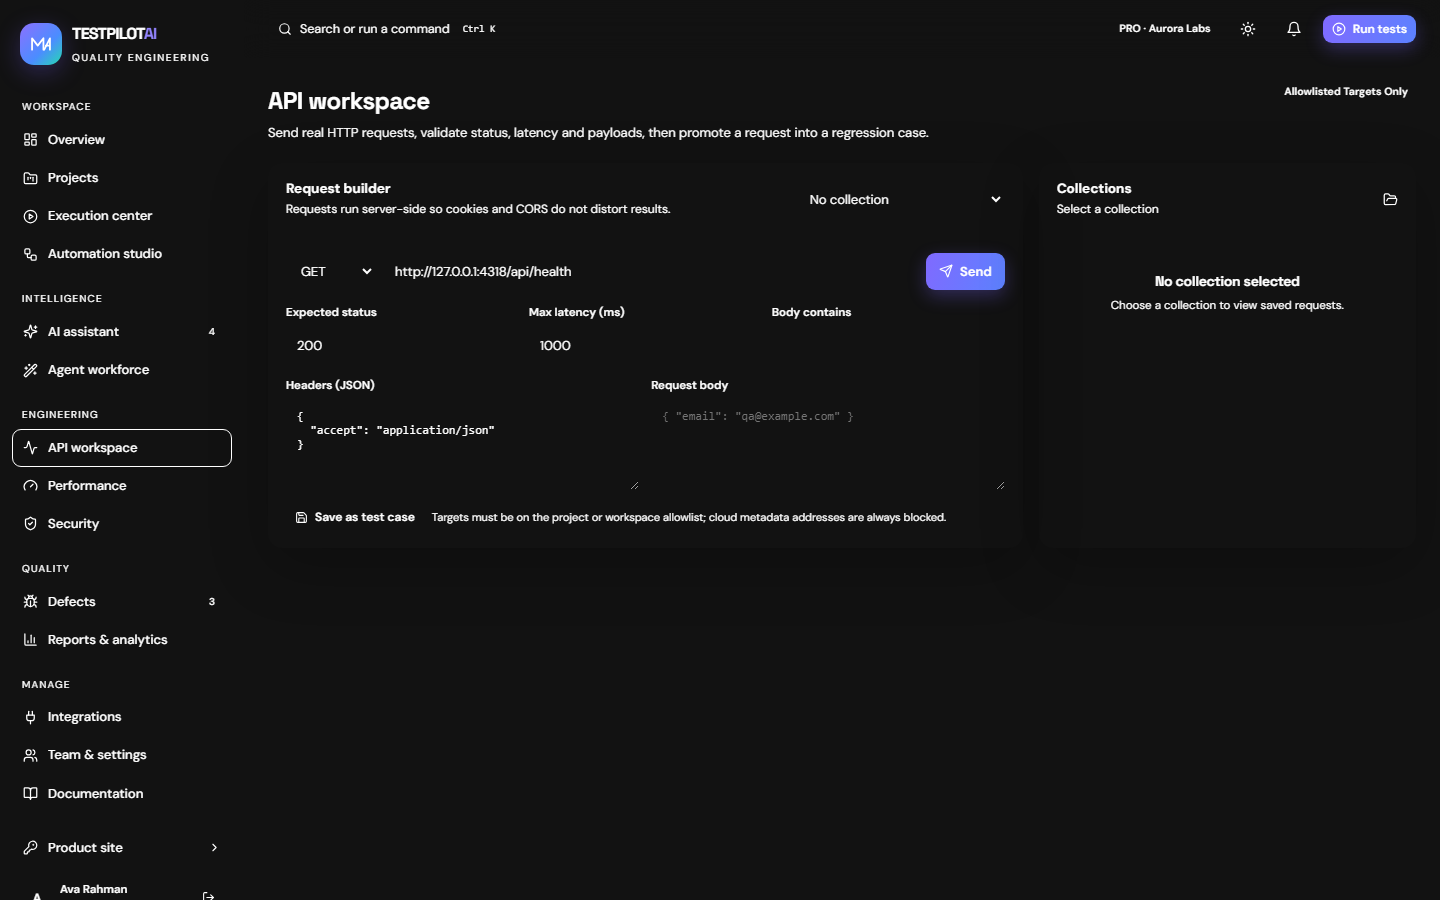 TESTPILOTAI
QUALITY ENGINEERING
WORKSPACE
Overview
Projects
Execution center
Automation studio
INTELLIGENCE
AI assistant 4
Agent workforce
ENGINEERING
API workspace
Performance
Security
QUALITY
Defects 3
Reports & analytics
MANAGE
Integrations
Team & settings
Documentation
Product site
A
Ava Rahman
Search or run a command Ctrl K
PRO · Aurora Labs
Run tests
API workspace
Allowlisted Targets Only
Send real HTTP requests, validate status, latency and payloads, then promote a request into a regression case.
Request builder
Requests run server-side so cookies and CORS do not distort results.
No collection
GET http://127.0.0.1:4318/api/health Send
Expected status Max latency (ms) Body contains
200 1000
Headers (JSON) Request body
{
"accept": "application/json"
}
{ "email": "qa@example.com" }
Save as test case Targets must be on the project or workspace allowlist; cloud metadata addresses are always blocked.
Collections
Select a collection
No collection selected
Choose a collection to view saved requests.